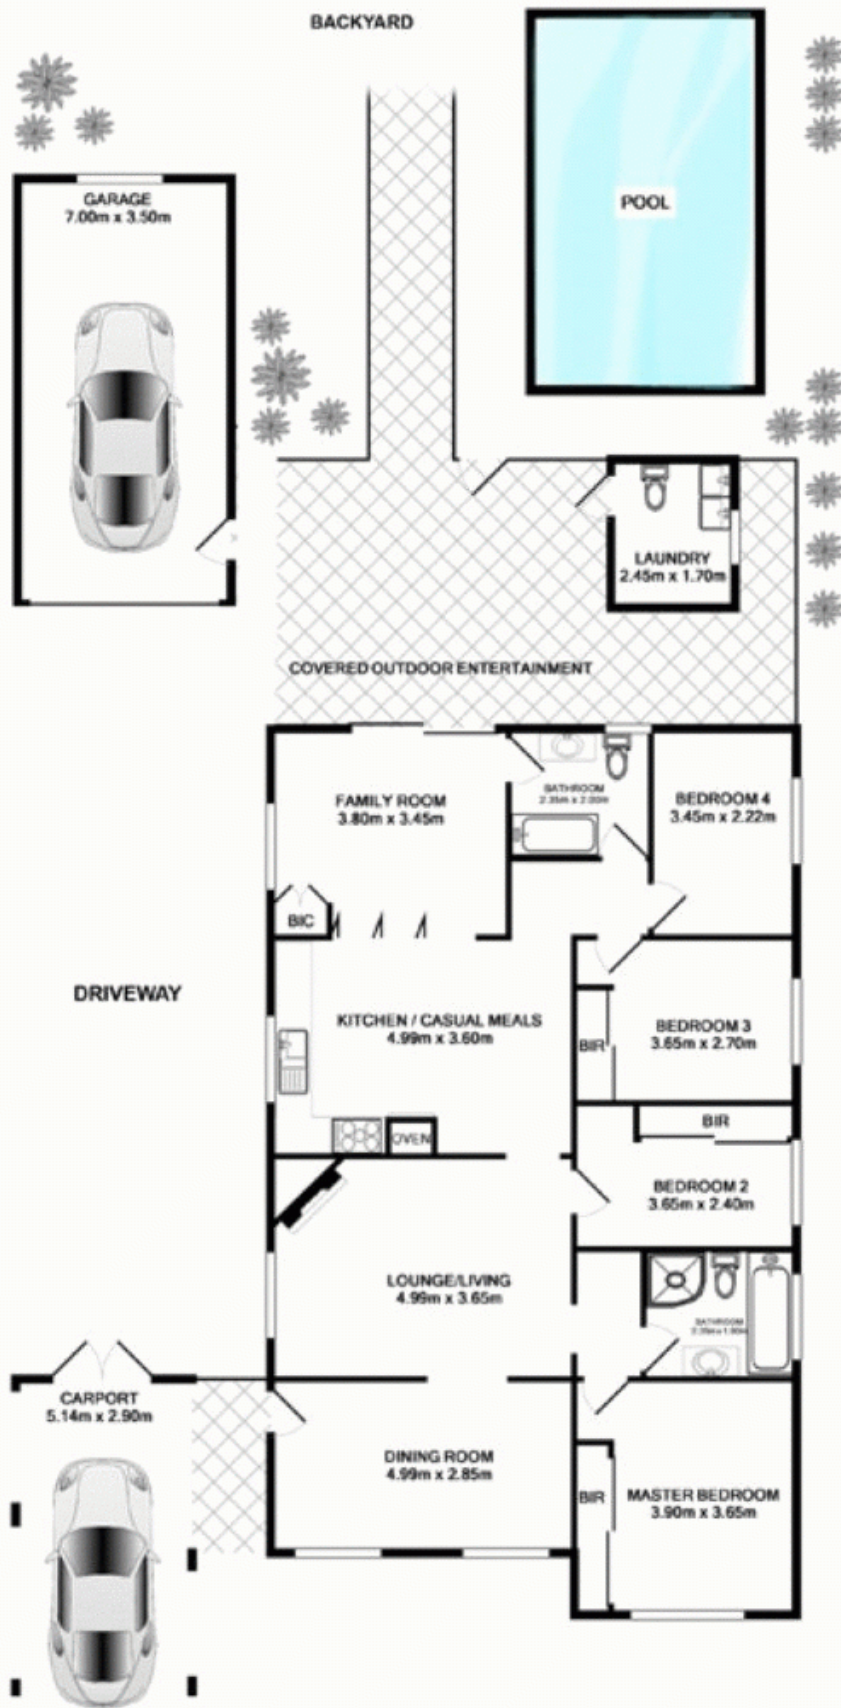 BACKYARD
POOL
GARAGE
7.00m x 3.50m
LAUNDRY
2.45m x 1.70m
COVERED OUTDOOR ENTERTAINMENT
FAMILY ROOM
3.80m x 3.45m
BATHROOM
BEDROOM 4
3.45m x 2.22m
BIC
DRIVEWAY
KITCHEN / CASUAL MEALS
4.99m x 3.60m
BEDROOM 3
3.65m x 2.70m
BIR
OVEN
BIR
BEDROOM 2
3.65m x 2.40m
LOUNGE/LIVING
4.99m x 3.65m
BATHROOM
CARPORT
5.14m x 2.90m
DINING ROOM
4.99m x 2.85m
BIR
MASTER BEDROOM
3.90m x 3.65m